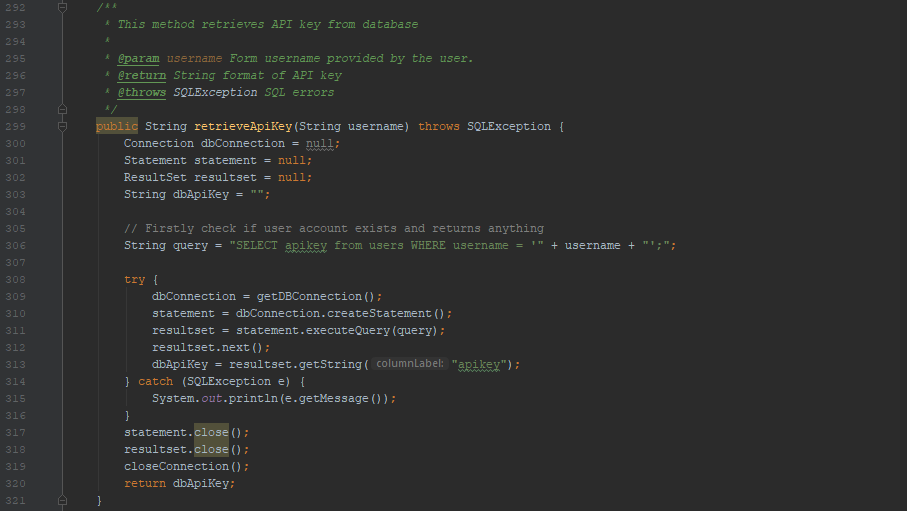 292 /**
293 * This method retrieves API key from database
294 *
295 * @param username Form username provided by the user.
296 * @return String format of API key
297 * @throws SQLException SQL errors
298 */
299 public String retrieveApiKey(String username) throws SQLException {
300 Connection dbConnection = null;
301 Statement statement = null;
302 ResultSet resultset = null;
303 String dbApiKey = "";
304
305 // Firstly check if user account exists and returns anything
306 String query = "SELECT apikey from users WHERE username = '" + username + "';";
307
308 try {
309 dbConnection = getDBConnection();
310 statement = dbConnection.createStatement();
311 resultset = statement.executeQuery(query);
312 resultset.next();
313 dbApiKey = resultset.getString( columnLabel: "apikey");
314 } catch (SQLException e) {
315 System.out.println(e.getMessage());
316 }
317 statement.close();
318 resultset.close();
319 closeConnection();
320 return dbApiKey;
321 }